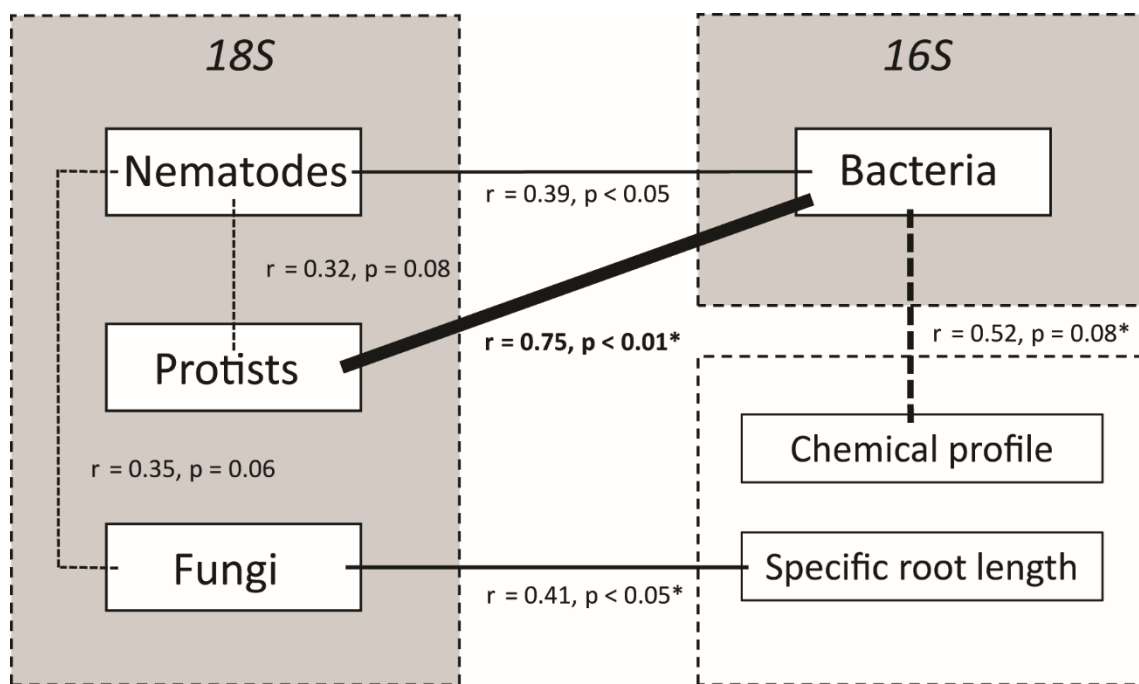 18S
16S
Nematodes
Bacteria
r = 0.39, p < 0.05
r = 0.32, p = 0.08
r = 0.75, p < 0.01*
r = 0.52, p = 0.08*
Protists
Chemical profile
r = 0.35, p = 0.06
Fungi
Specific root length
r = 0.41, p < 0.05*